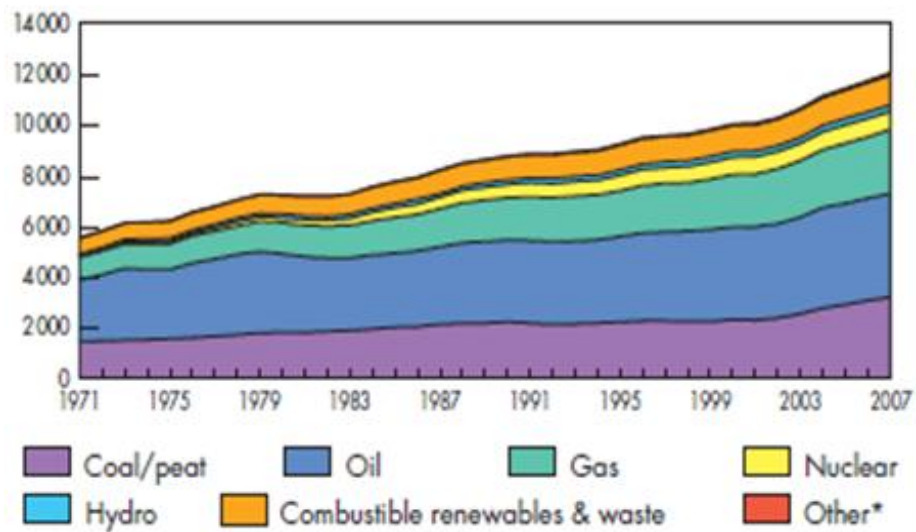 14000
12000
10000
8000
6000
4000
2000
0
1971 1975 1979 1983 1987 1991 1995 1999 2003 2007
Coal/peat Oil Gas Nuclear
Hydro Combustible renewables & waste Other*